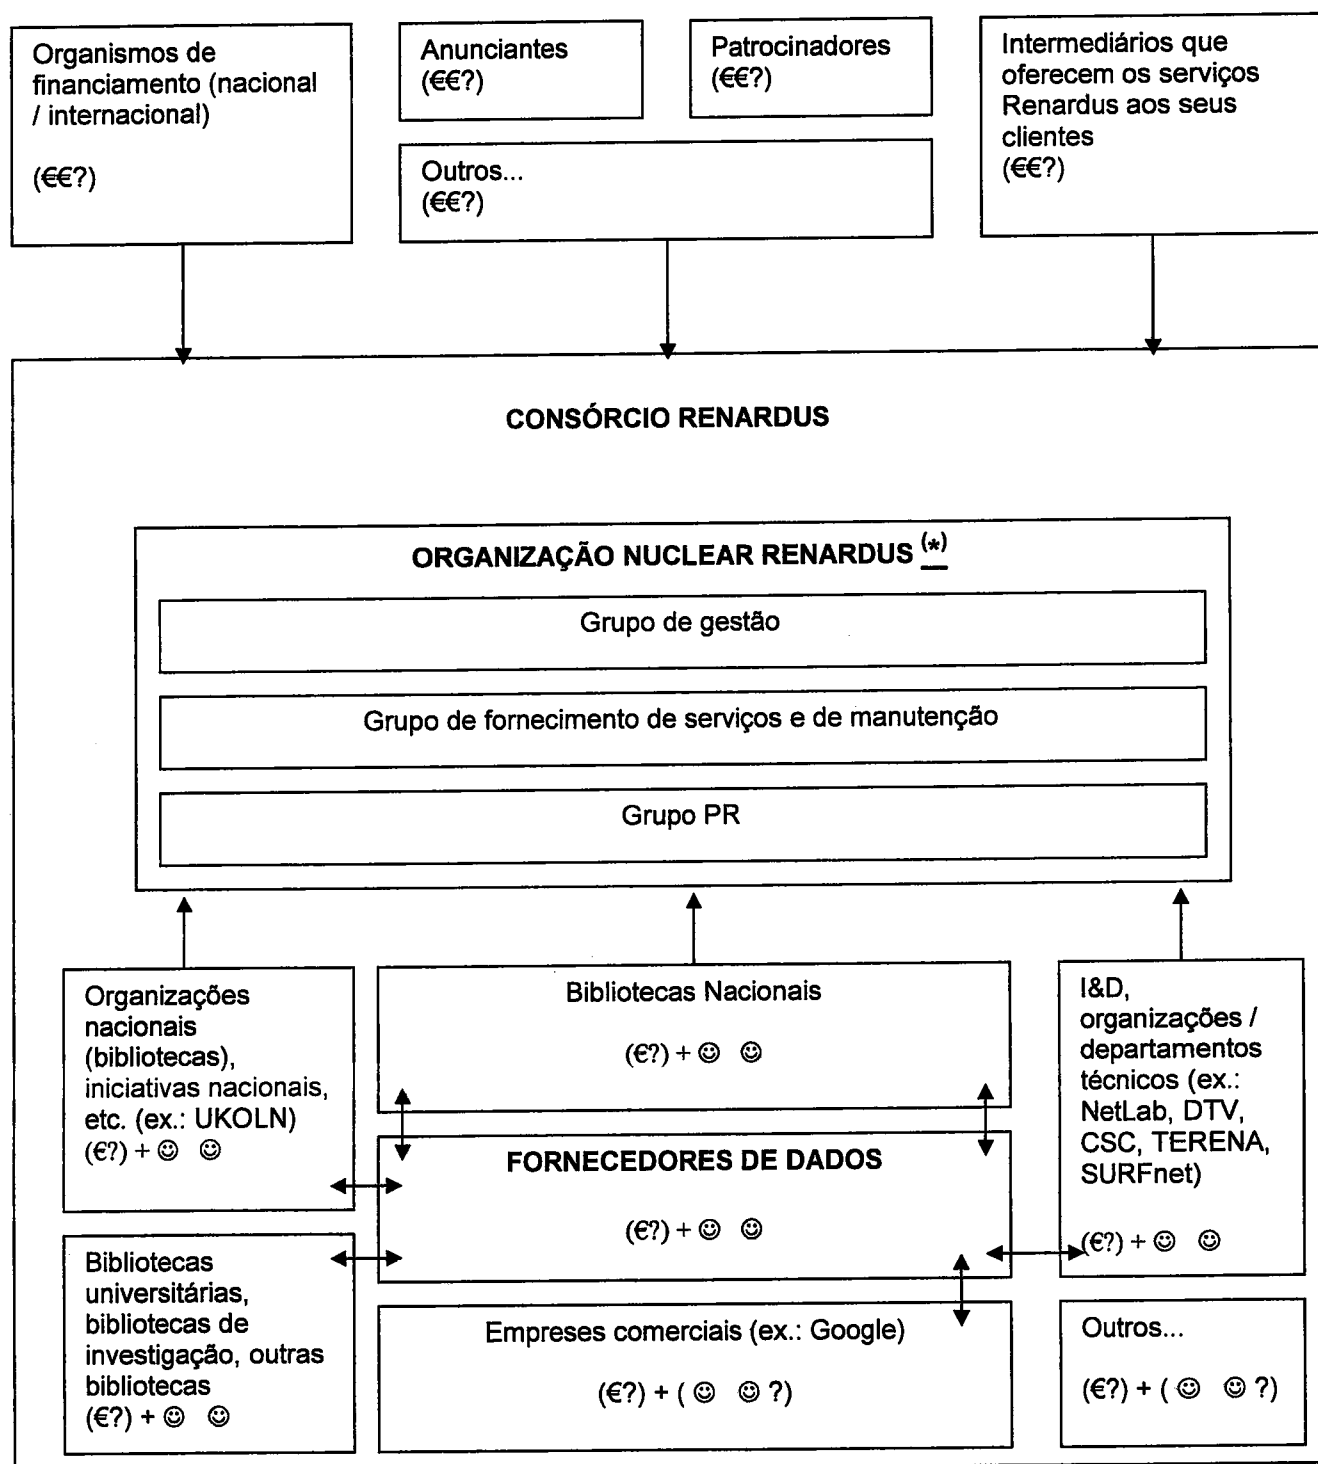 Organismos de
financiamento (nacional
/ internacional)
(€€?)
Anunciantes
(€€?)
Patrocinadores
(€€?)
Outros...
(€€?)
Intermediários que
oferecem os serviços
Renardus aos seus
clientes
(€€?)
CONSÓRCIO RENARDUS
ORGANIZAÇÃO NUCLEAR RENARDUS (*)
Grupo de gestão
Grupo de fornecimento de serviços e de manutenção
Grupo PR
Organizações
nacionais
(bibliotecas),
iniciativas nacionais,
etc. (ex.: UKOLN)
(€?) + ☺ ☺
Bibliotecas Nacionais
(€?) + ☺ ☺
I&D,
organizações /
departamentos
técnicos (ex.:
NetLab, DTV,
CSC, TERENA,
SURFnet)
(€?) + ☺ ☺
FORNECEDORES DE DADOS
(€?) + ☺ ☺
Bibliotecas
universitárias,
bibliotecas de
investigação, outras
bibliotecas
(€?) + ☺ ☺
Empreses comerciais (ex.: Google)
(€?) + ( ☺ ☺ ?)
Outros...
(€?) + ( ☺ ☺ ?)